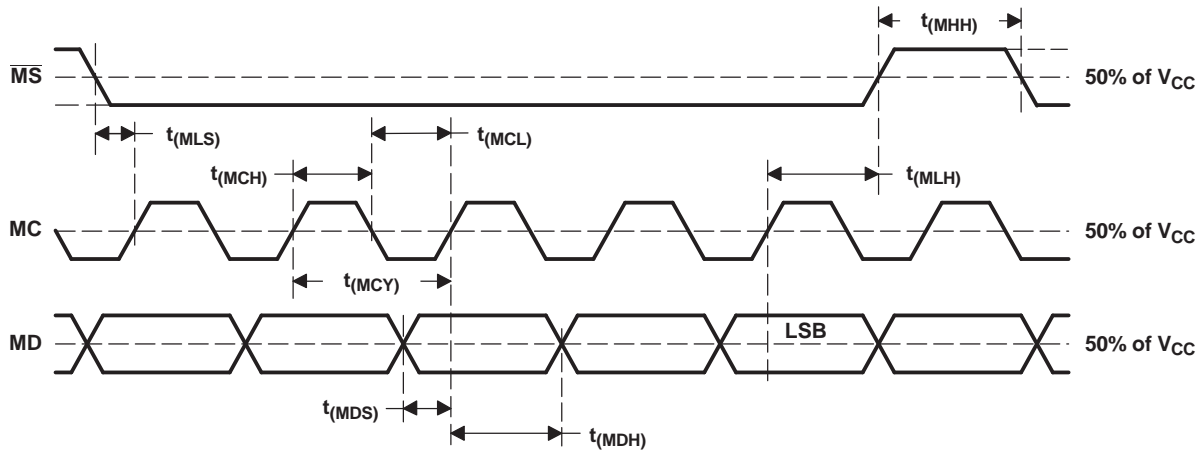 t(MHH)
M̅S̅ 50% of VCC
t(MLS) t(MCL)
t(MCH) t(MLH)
MC 50% of VCC
t(MCY)
MD LSB 50% of VCC
t(MDS)
t(MDH)